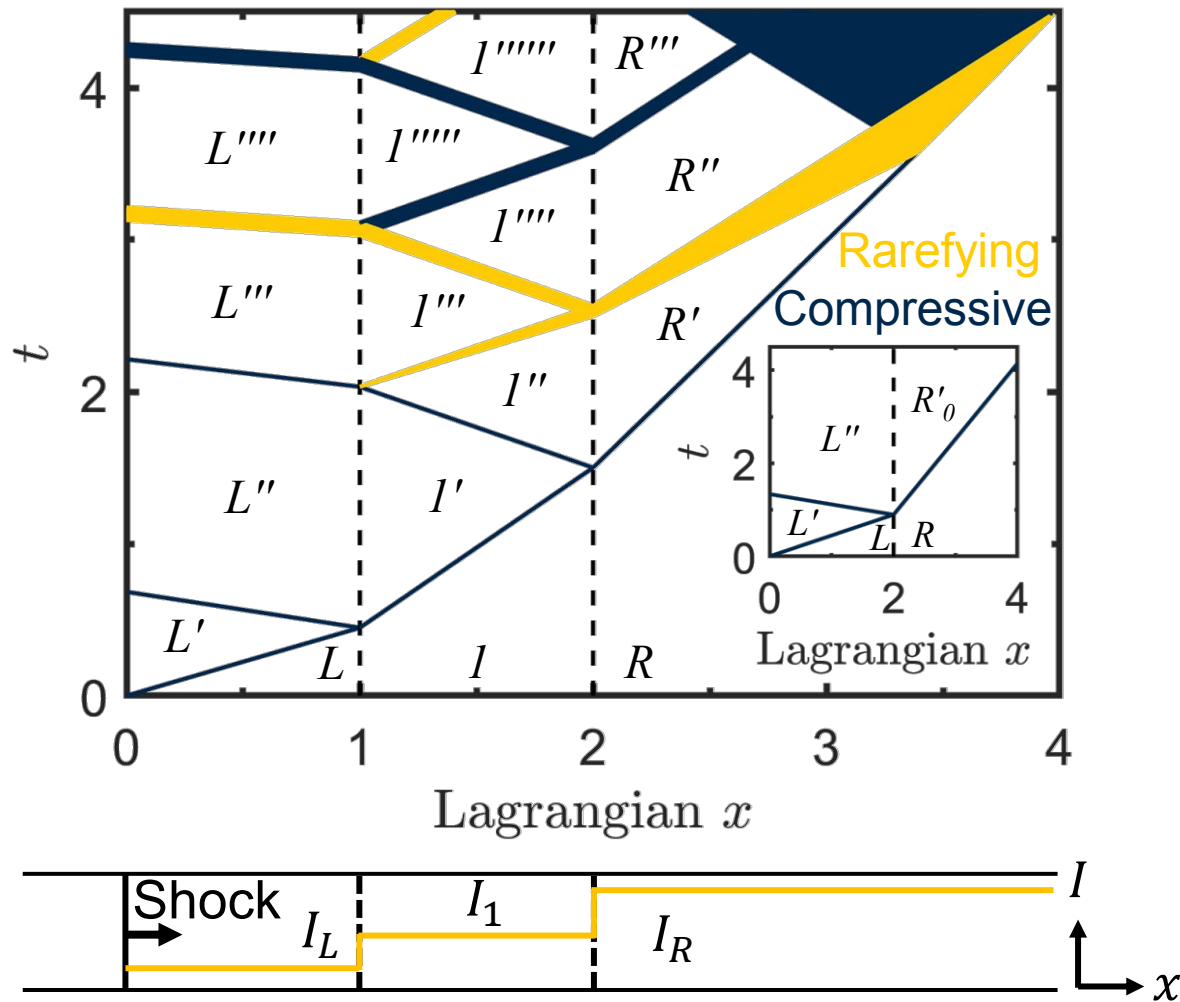 4
1''''''
R'''
L''''
1'''''
R''
1''''
Rarefying
L'''
1'''
R'
Compressive
t
2
1''
4
R'₀
L''
t
2
L''
1'
L'
L
R
0
L'
L
1
R
0
2
4
Lagrangian x
0
0
1
2
3
4
Lagrangian x
Shock
I_L
I₁
I_R
I
x